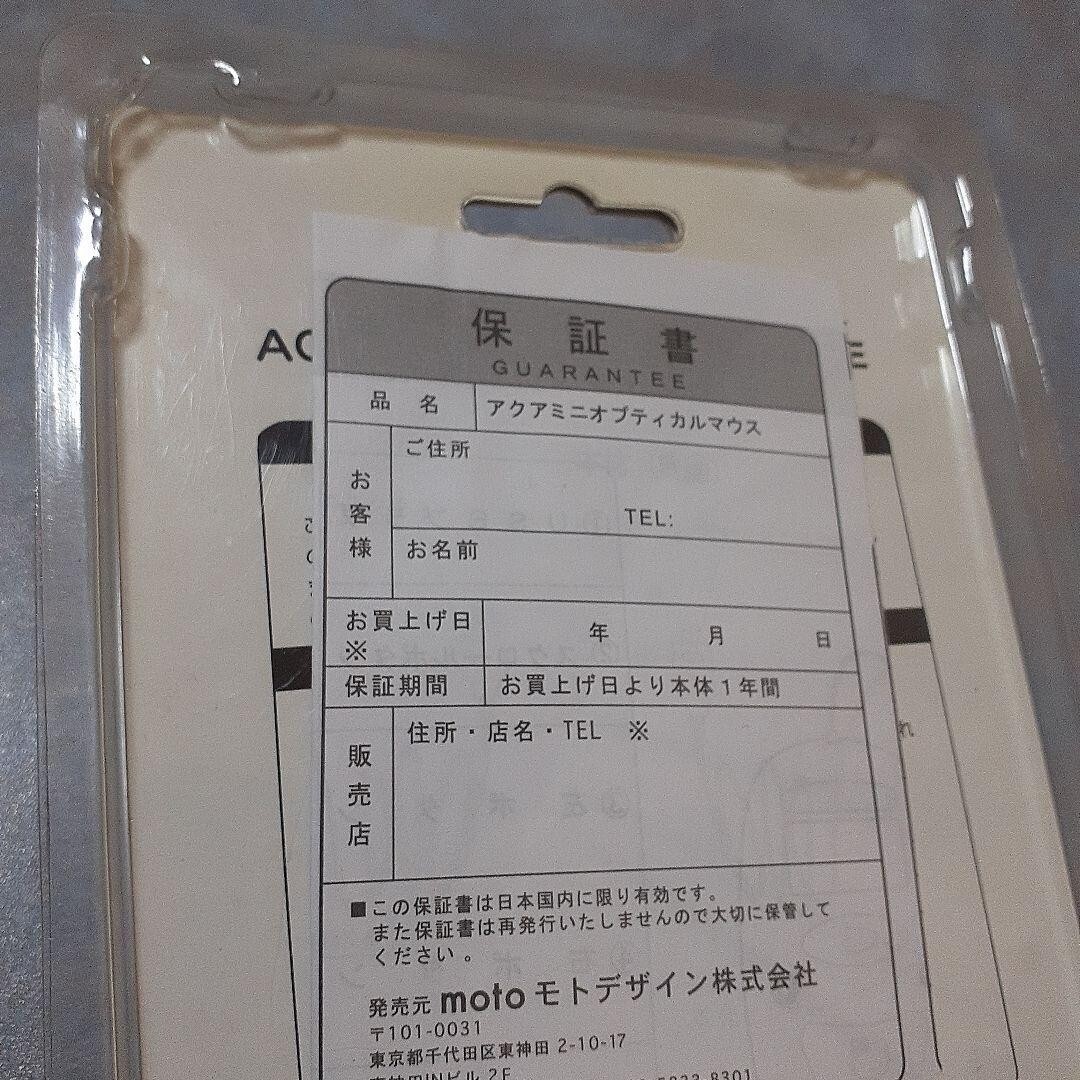 保証書
GUARANTEE
品名 アクアミニオプティカルマウス
お客様
ご住所
TEL:
お名前
お買上げ日 ※ 年 月 日
保証期間 お買上げ日より本体1年間
販売店
住所・店名・TEL ※
■この保証書は日本国内に限り有効です。
また保証書は再発行いたしませんので大切に保管して
ください。
発売元 moto モトデザイン株式会社
〒101-0031
東京都千代田区東神田 2-10-17